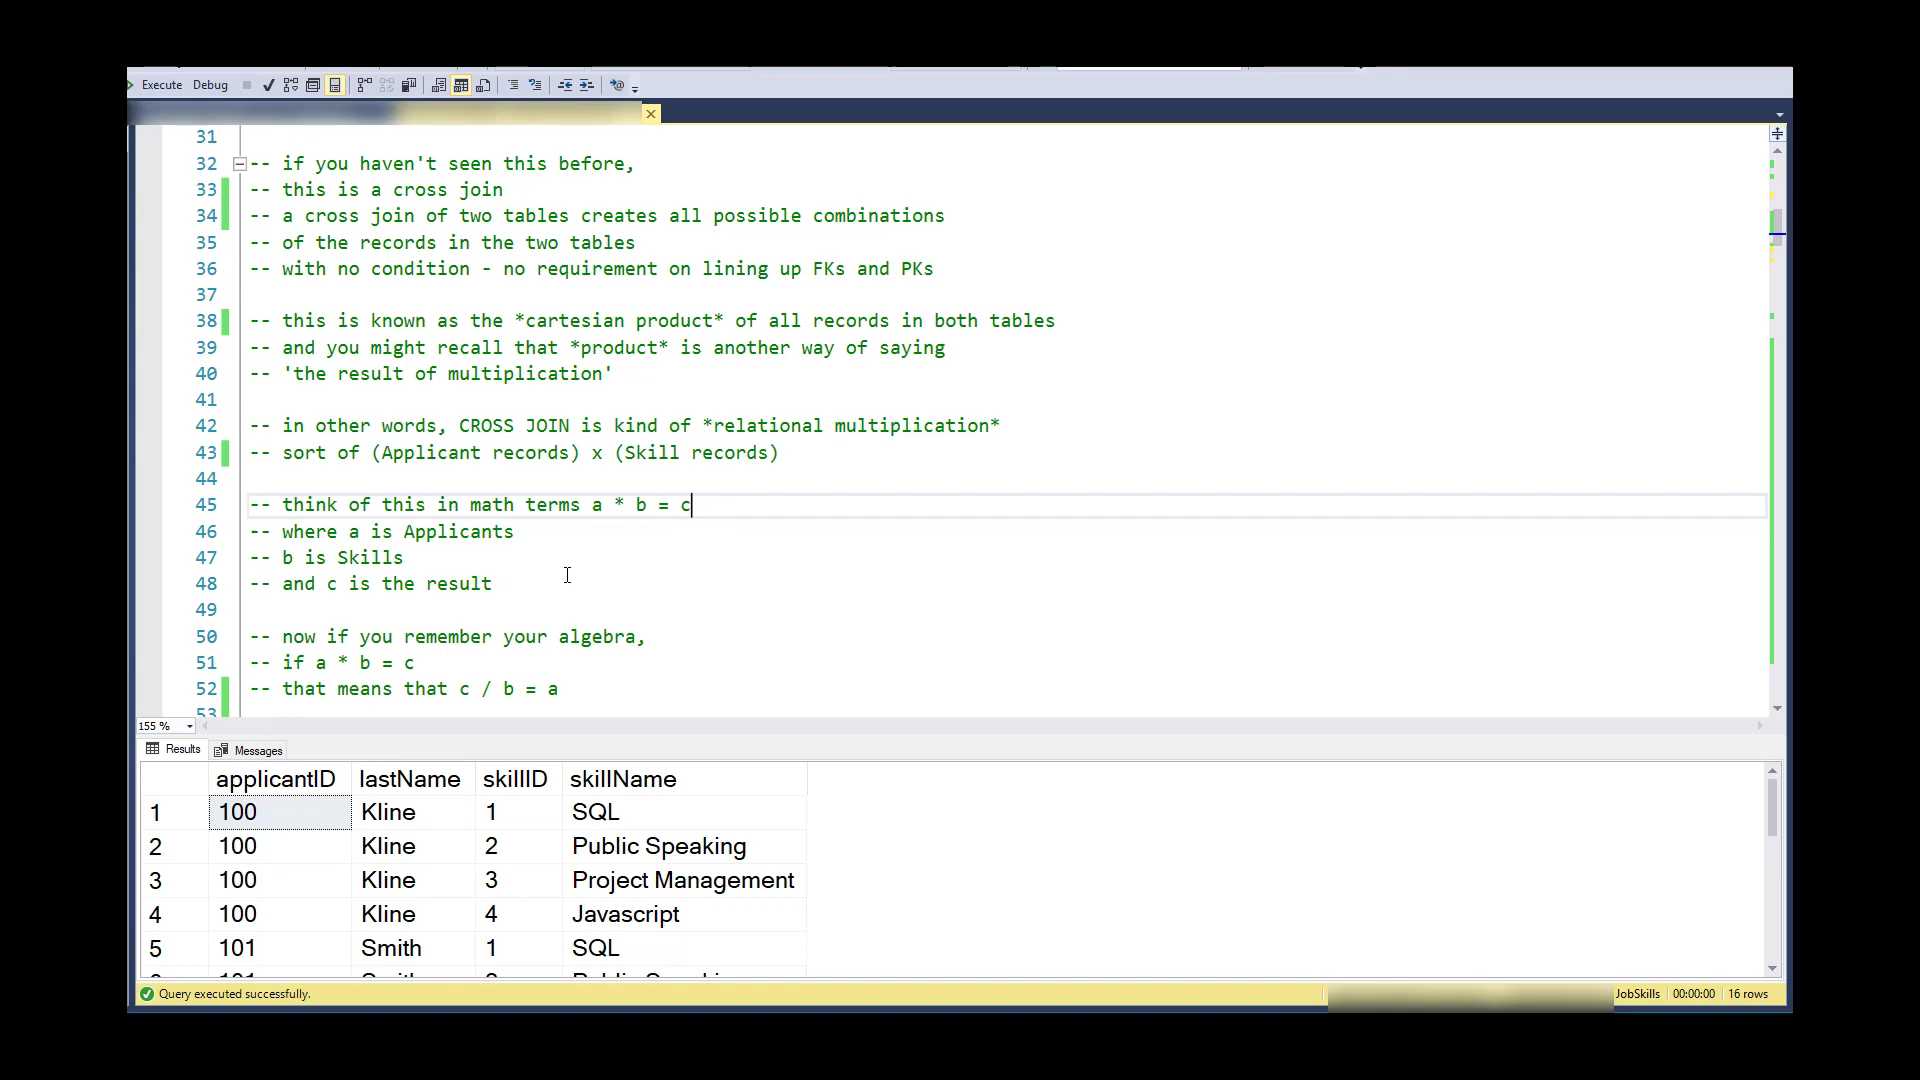 Execute Debug
31
32 -- if you haven't seen this before,
33 -- this is a cross join
34 -- a cross join of two tables creates all possible combinations
35 -- of the records in the two tables
36 -- with no condition - no requirement on lining up FKs and PKs
37
38 -- this is known as the *cartesian product* of all records in both tables
39 -- and you might recall that *product* is another way of saying
40 -- 'the result of multiplication'
41
42 -- in other words, CROSS JOIN is kind of *relational multiplication*
43 -- sort of (Applicant records) x (Skill records)
44
45 -- think of this in math terms a * b = c
46 -- where a is Applicants
47 -- b is Skills
48 -- and c is the result
49
50 -- now if you remember your algebra,
51 -- if a * b = c
52 -- that means that c / b = a
53
155 %
Results Messages
applicantID lastName skillID skillName
1 100 Kline 1 SQL
2 100 Kline 2 Public Speaking
3 100 Kline 3 Project Management
4 100 Kline 4 Javascript
5 101 Smith 1 SQL
Query executed successfully. JobSkills 00:00:00 16 rows